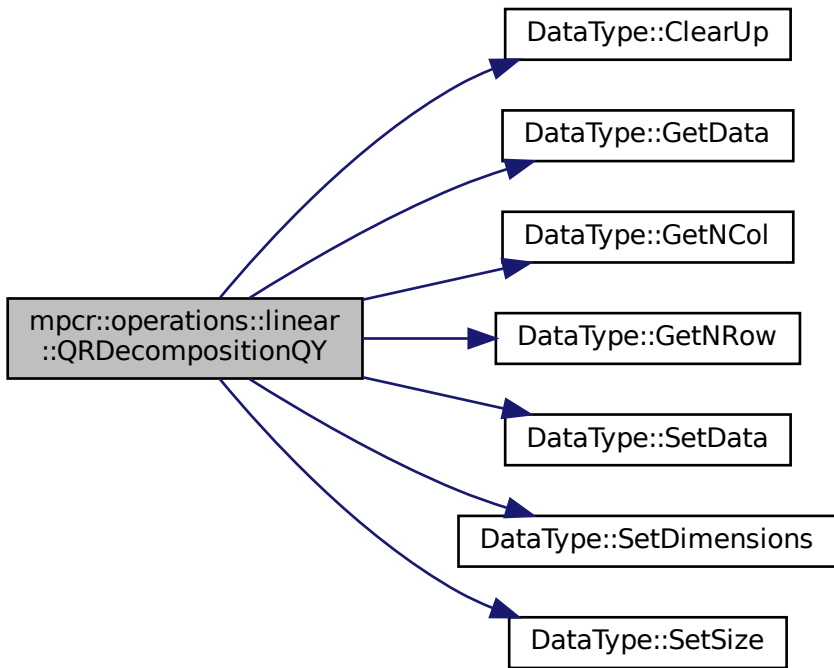 DataType::ClearUp
DataType::GetData
DataType::GetNCol
mpcr::operations::linear
::QRDecompositionQY
DataType::GetNRow
DataType::SetData
DataType::SetDimensions
DataType::SetSize